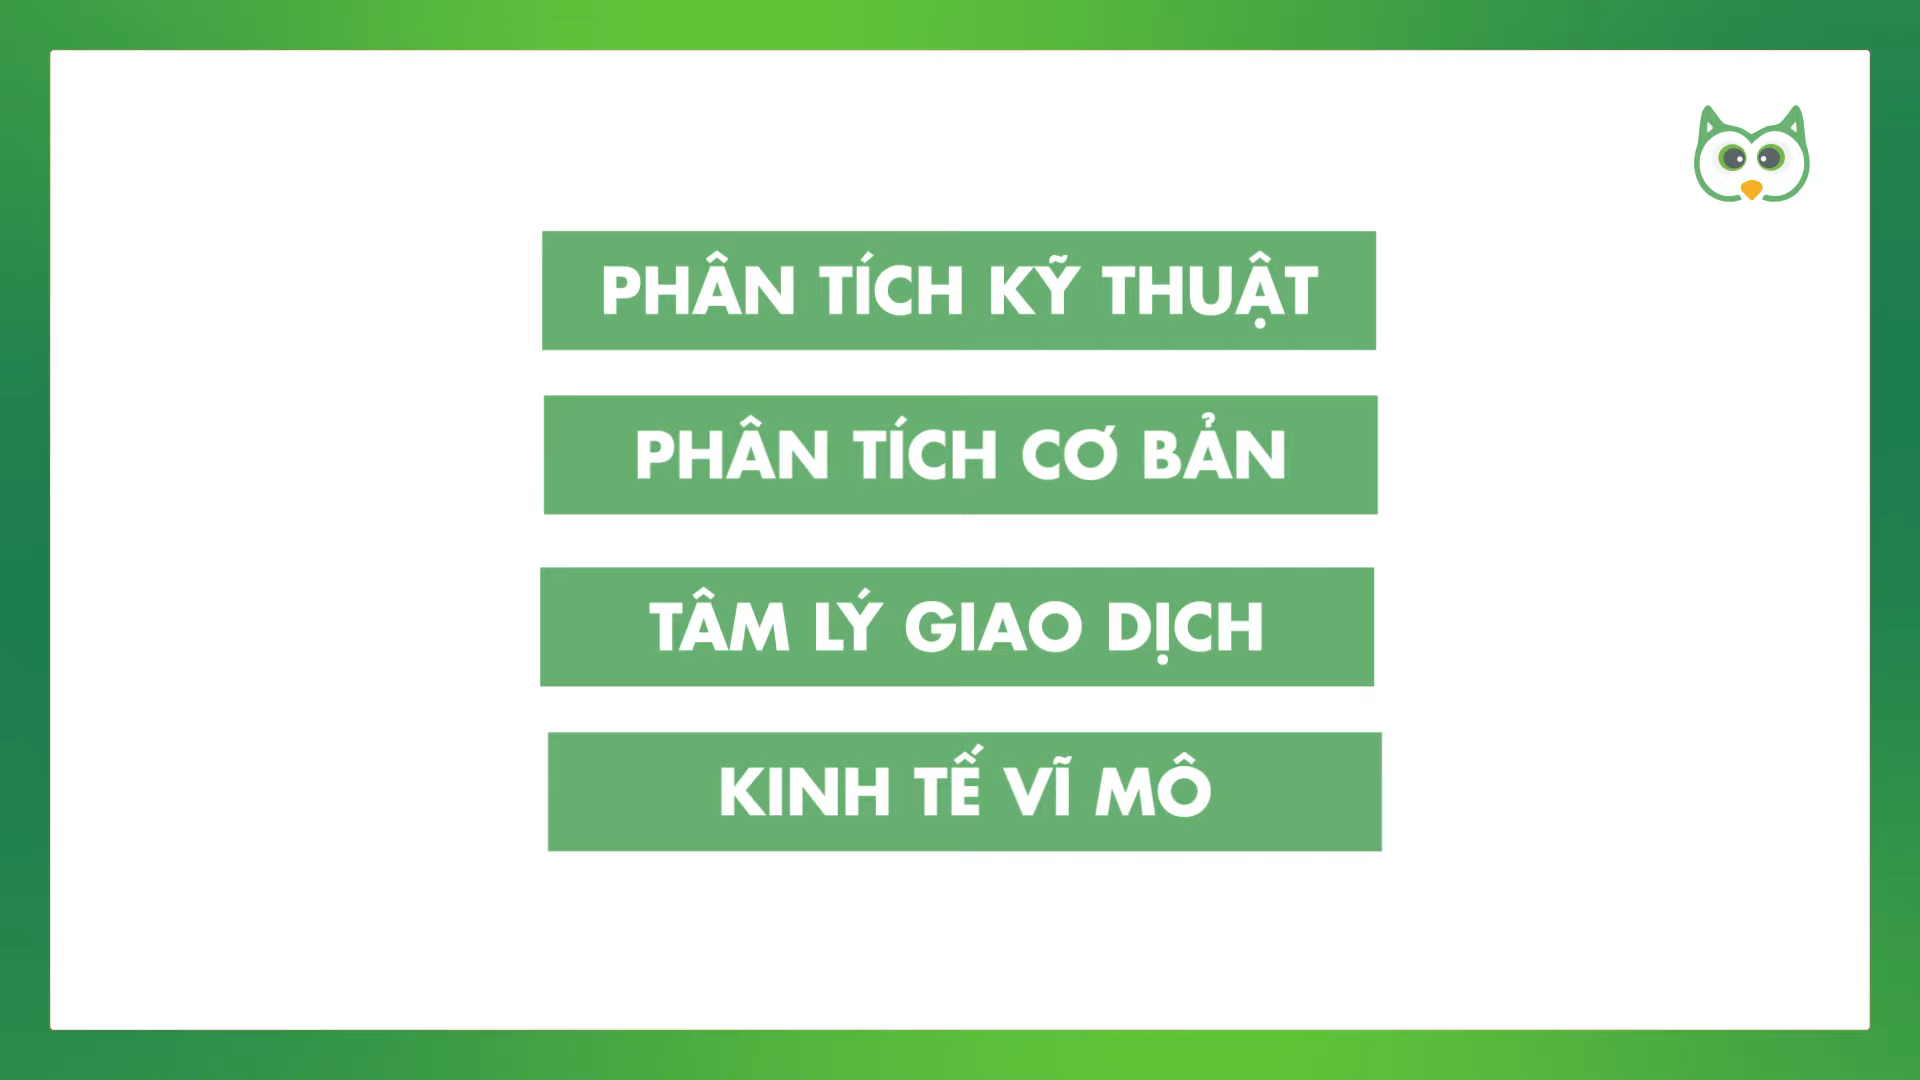 PHÂN TÍCH KỸ THUẬT
PHÂN TÍCH CƠ BẢN
TÂM LÝ GIAO DỊCH
KINH TẾ VĨ MÔ